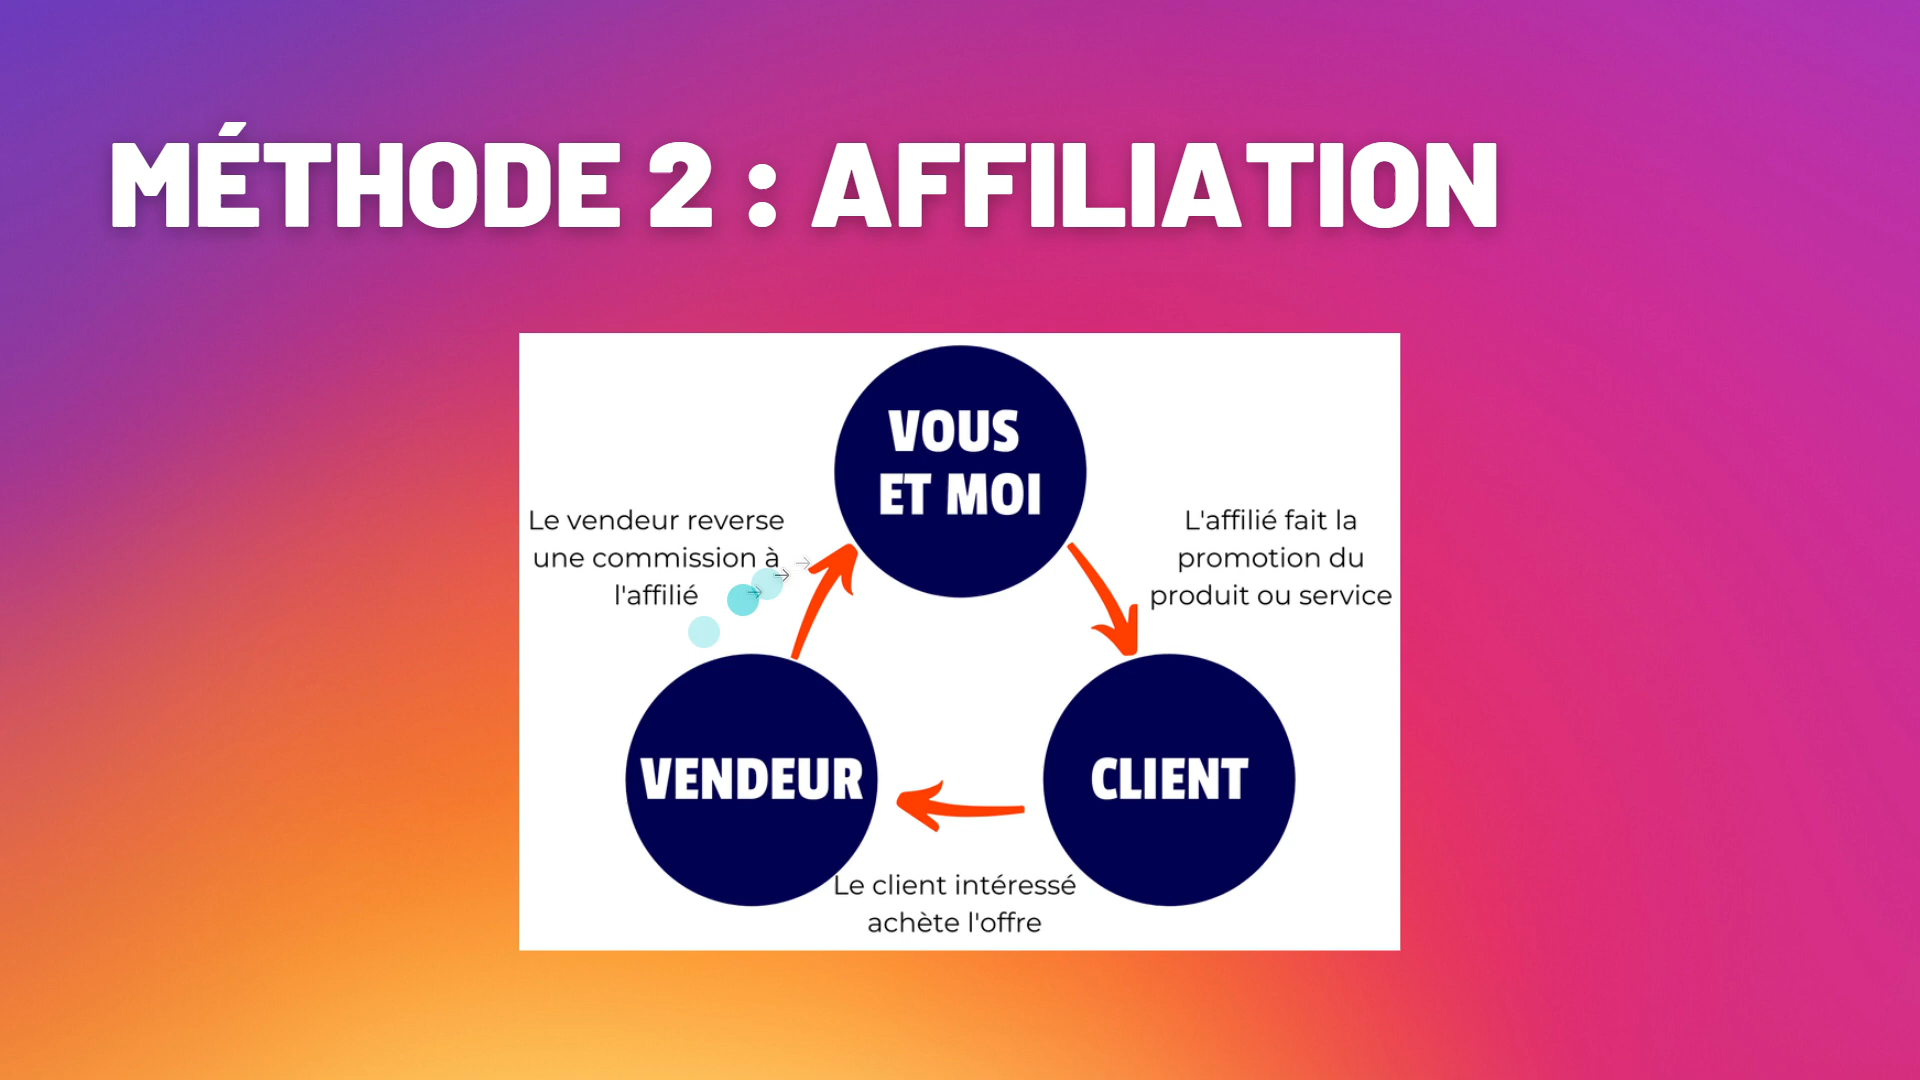 MÉTHODE 2 : AFFILIATION
VOUS
ET MOI
Le vendeur reverse
une commission à
l'affilié
L'affilié fait la
promotion du
produit ou service
VENDEUR
CLIENT
Le client intéressé
achète l'offre